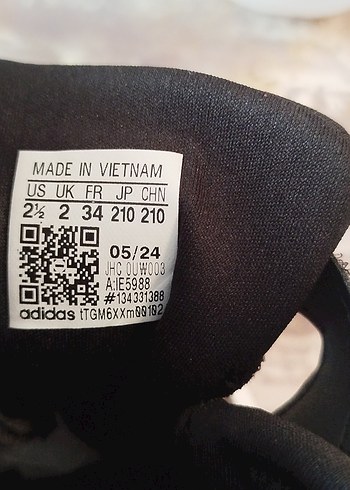 MADE IN VIETNAM
US UK FR JP CHN
2½ 2 34 210 210
05/24
JHC 0UW003
A:IE5988
#134331388
adidas tTGM6XXm00102